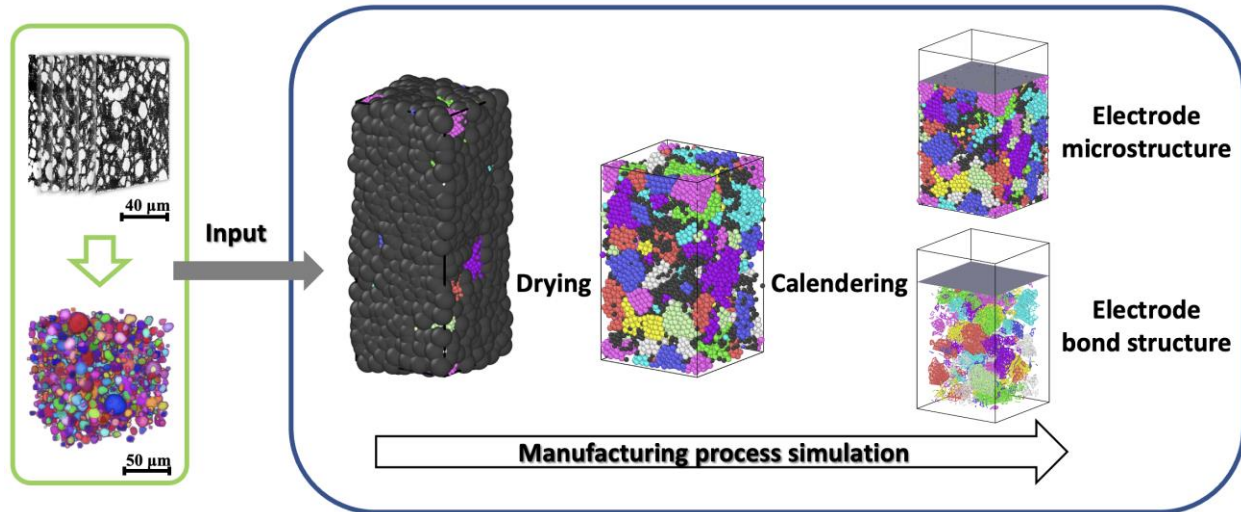 40 μm
50 μm
Input
Drying
Calendering
Electrode
microstructure
Electrode
bond structure
Manufacturing process simulation